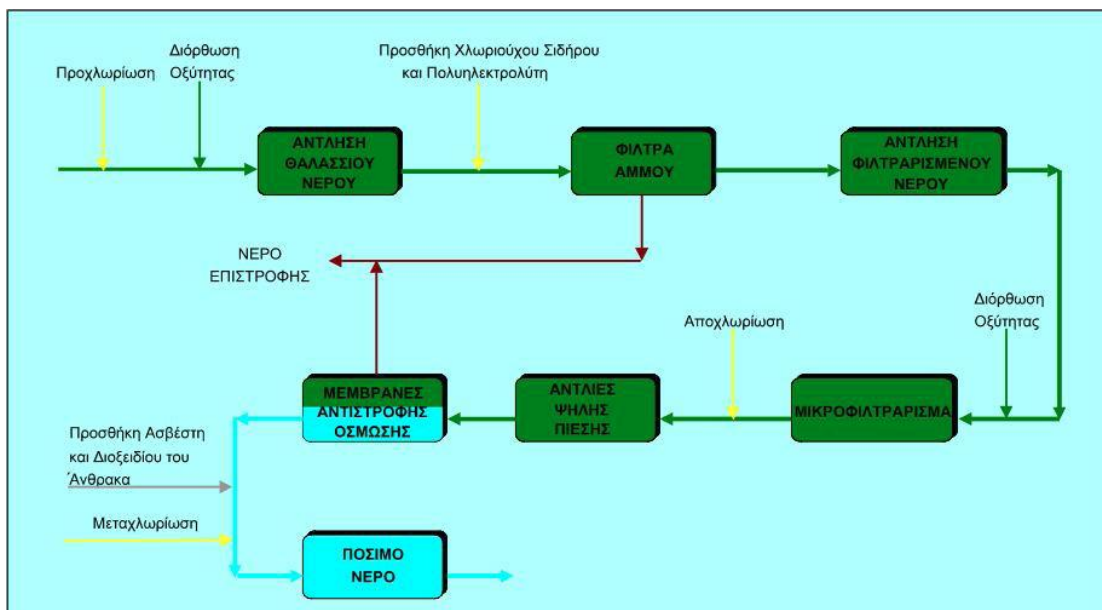 Προχλωρίωση
Διόρθωση
Οξύτητας
Προσθήκη Χλωριούχου Σιδήρου
και Πολυηλεκτρολύτη
ΑΝΤΛΗΣΗ
ΘΑΛΑΣΣΙΟΥ
ΝΕΡΟΥ
ΦΙΛΤΡΑ
ΑΜΜΟΥ
ΑΝΤΛΗΣΗ
ΦΙΛΤΡΑΡΙΣΜΕΝΟΥ
ΝΕΡΟΥ
ΝΕΡΟ
ΕΠΙΣΤΡΟΦΗΣ
Διόρθωση
Οξύτητας
Αποχλωρίωση
ΜΙΚΡΟΦΙΛΤΡΑΡΙΣΜΑ
ΑΝΤΛΙΕΣ
ΨΗΛΗΣ
ΠΙΕΣΗΣ
ΜΕΜΒΡΑΝΕΣ
ΑΝΤΙΣΤΡΟΦΗΣ
ΟΣΜΩΣΗΣ
Προσθήκη Ασβέστη
και Διοξειδίου του
Άνθρακα
Μεταχλωρίωση
ΠΟΣΙΜΟ
ΝΕΡΟ